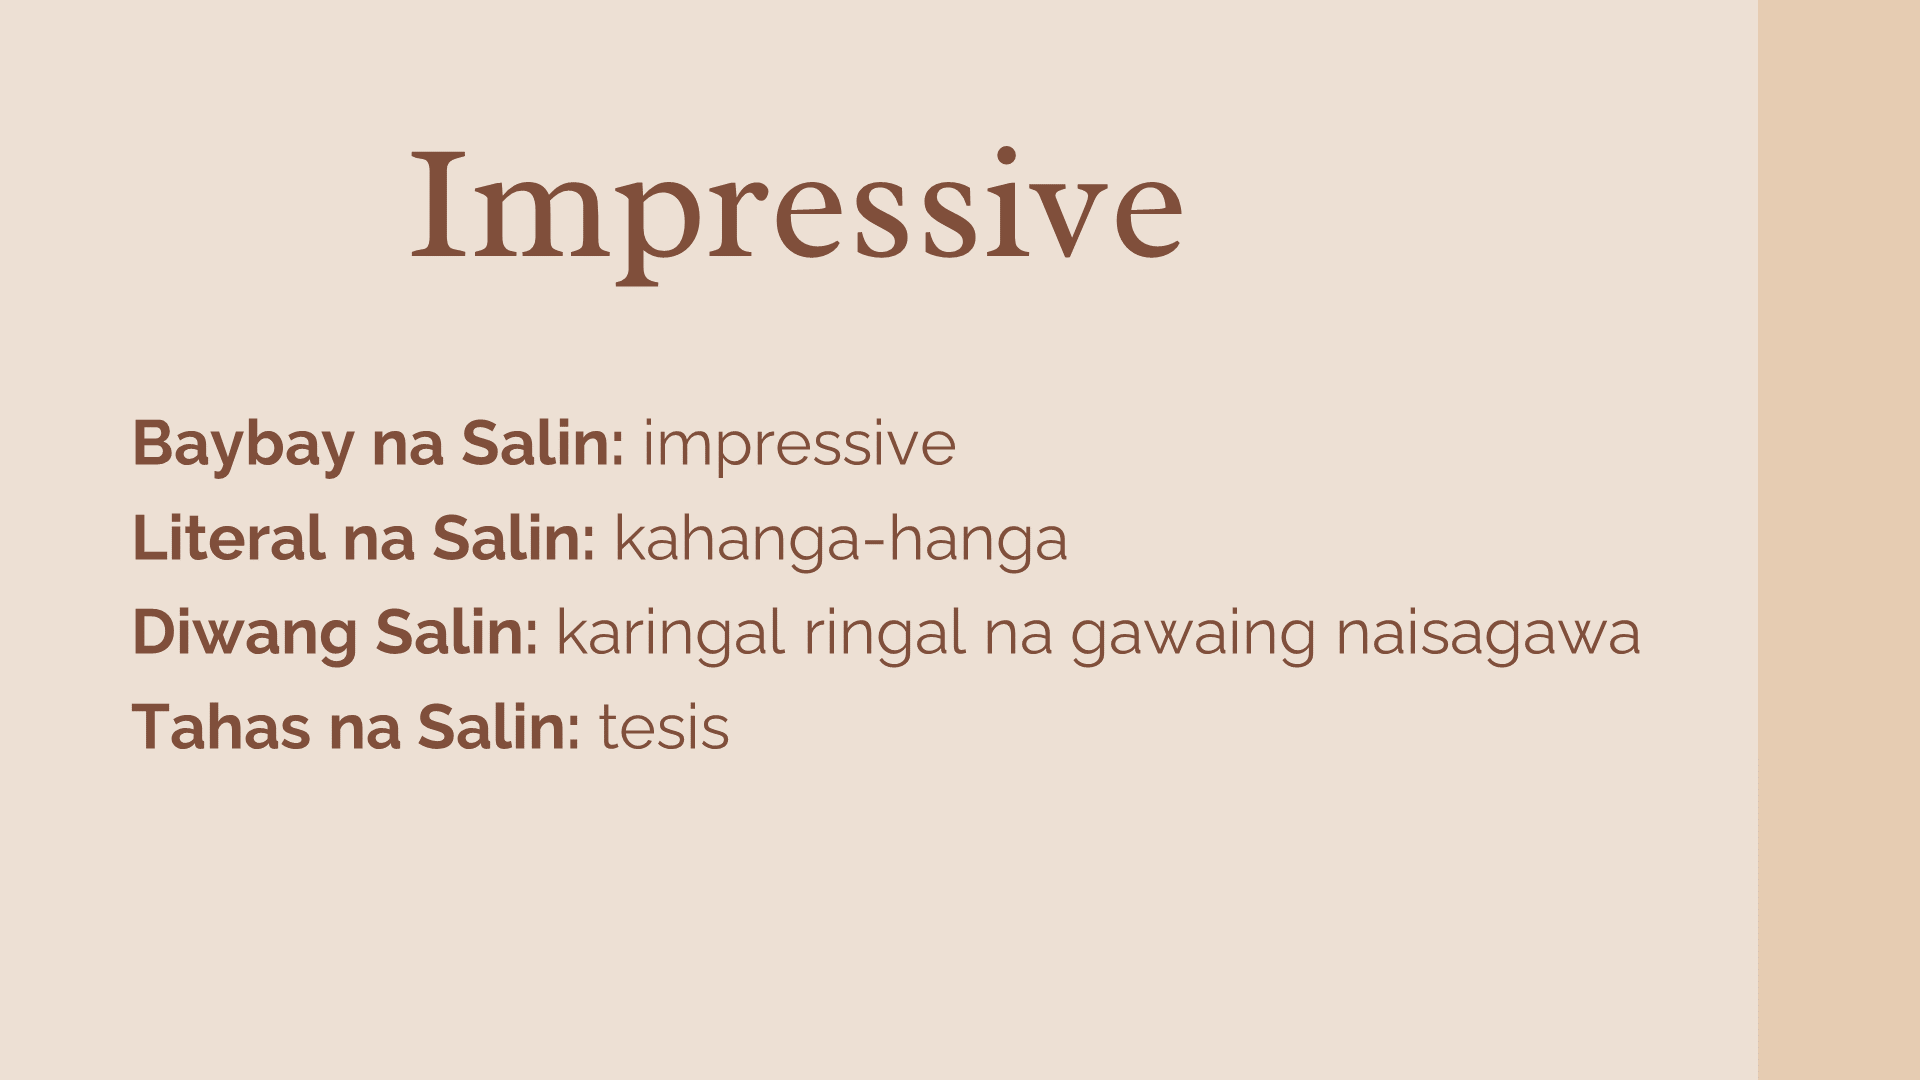 Impressive
Baybay na Salin: impressive
Literal na Salin: kahanga-hanga
Diwang Salin: karingal ringal na gawaing naisagawa
Tahas na Salin: tesis